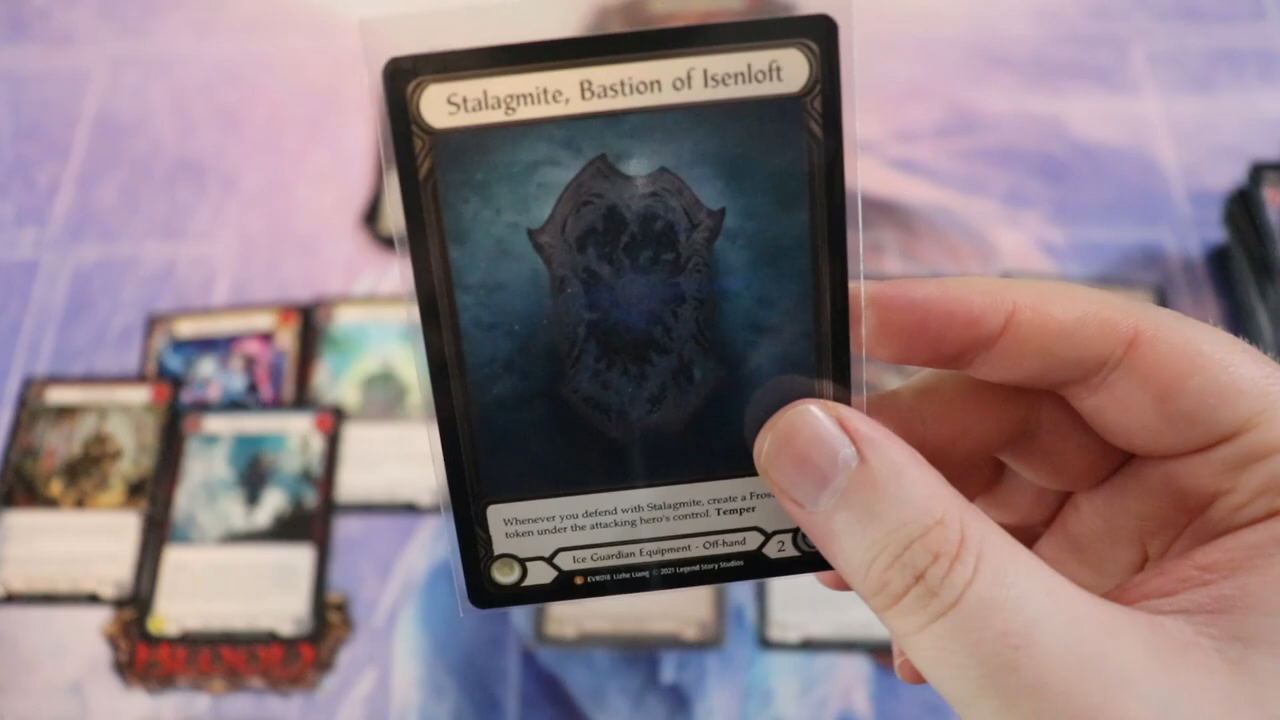 Stalagmite, Bastion of Isenloft
Whenever you defend with Stalagmite, create a
token under the attacking hero's control. Temper
Ice Guardian Equipment - Off-hand
2
EVR018 Lizhe Liang © 2021 Legend Story Studios